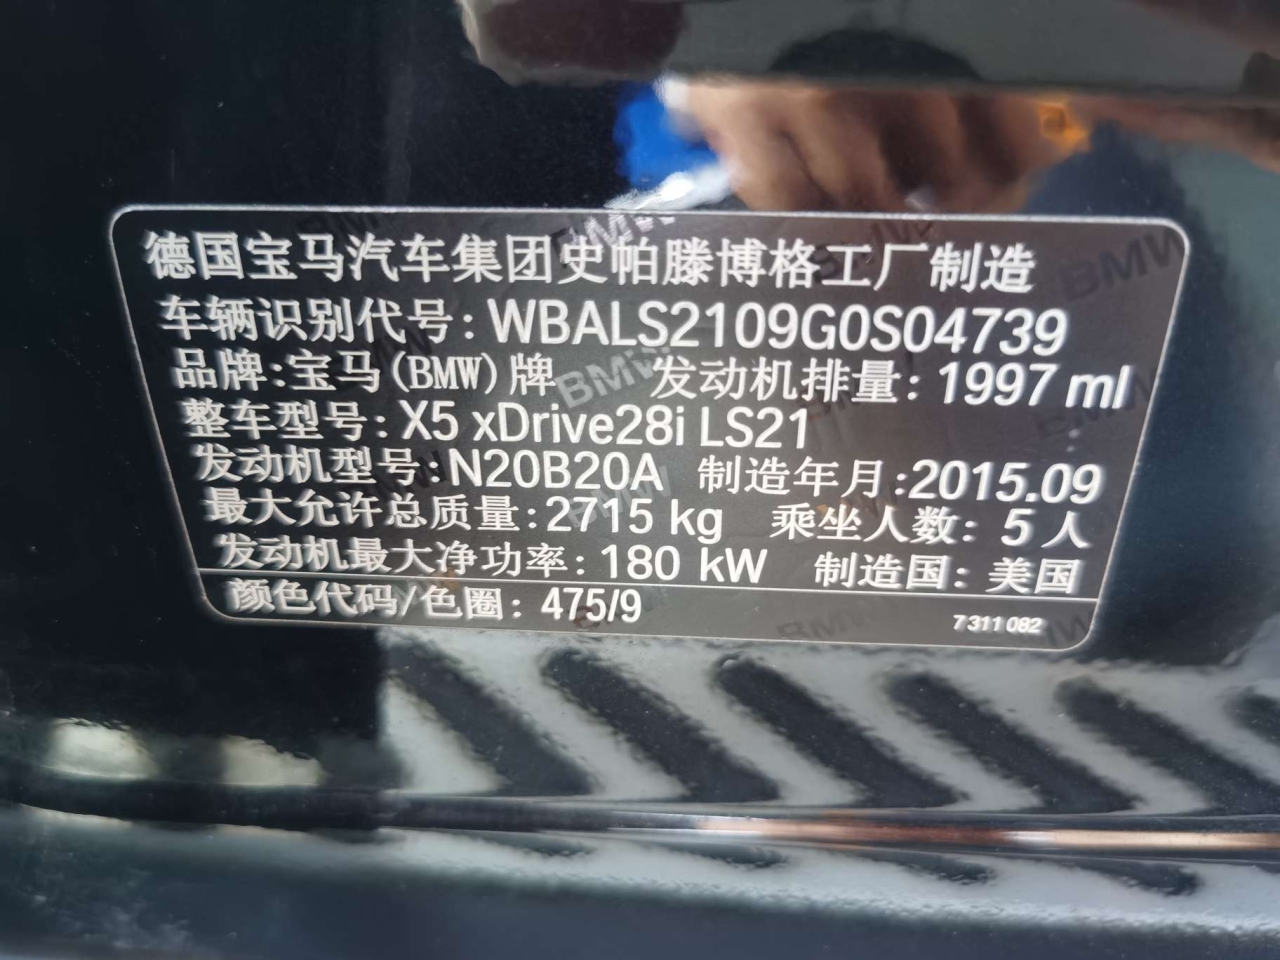 德国宝马汽车集团史帕滕博格工厂制造
车辆识别代号: WBALS2109G0S04739
品牌:宝马(BMW)牌 发动机排量: 1997 ml
整车型号: X5 xDrive28i LS21
发动机型号:N20B20A 制造年月:2015.09
最大允许总质量:2715 kg 乘坐人数: 5 人
发动机最大净功率: 180 kW 制造国: 美国
颜色代码/色圈: 475/9 7 311 082